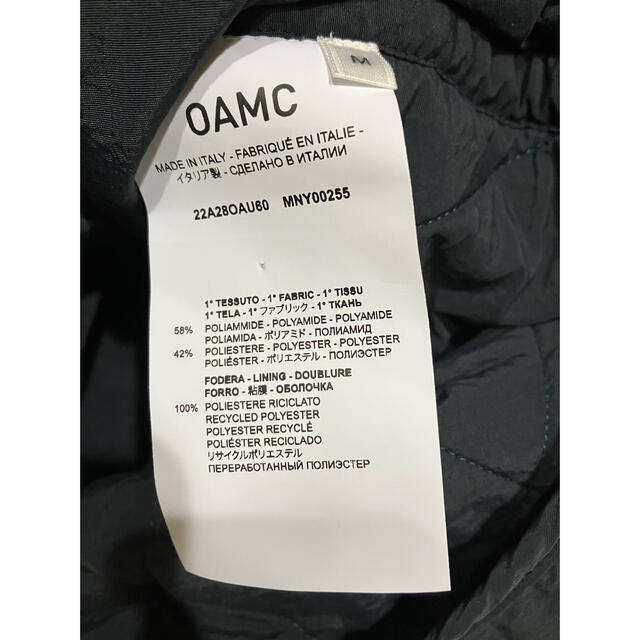 M
OAMC
MADE IN ITALY - FABRIQUÉ EN ITALIE -
イタリア製 - СДЕЛАНО В ИТАЛИИ
22A28OAU60 MNY00255
1° TESSUTO - 1° FABRIC - 1° TISSU
1° TELA - 1° ファブリック - 1° ТКАНЬ
58% POLIAMMIDE - POLYAMIDE - POLYAMIDE
POLIAMIDA - ポリアミド - ПОЛИАМИД
42% POLIESTERE - POLYESTER - POLYESTER
POLIÉSTER - ポリエステル - ПОЛИЭСТЕР
FODERA - LINING - DOUBLURE
FORRO - 粘膜 - ОБОЛОЧКА
100% POLIESTERE RICICLATO
RECYCLED POLYESTER
POLYESTER RECYCLÉ
POLIÉSTER RECICLADO
リサイクルポリエステル
ПЕРЕРАБОТАННЫЙ ПОЛИЭСТЕР